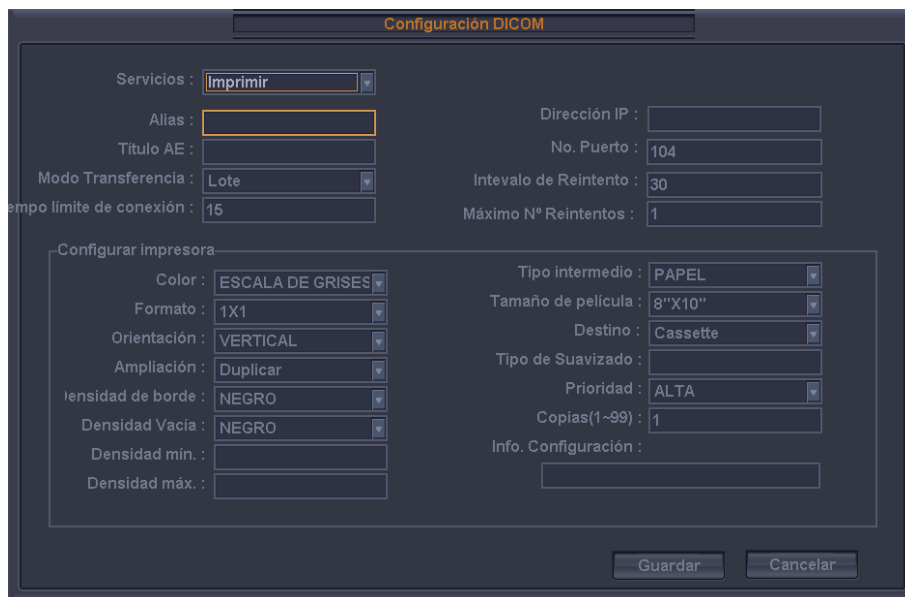 Configuración DICOM
Servicios : Imprimir
Alias :
Título AE :
Modo Transferencia : Lote
empo límite de conexión : 15
Dirección IP :
No. Puerto : 104
Intevalo de Reintento : 30
Máximo Nº Reintentos : 1
Configurar impresora
Color : ESCALA DE GRISES
Formato : 1X1
Orientación : VERTICAL
Ampliación : Duplicar
ensidad de borde : NEGRO
Densidad Vacía : NEGRO
Densidad mín. :
Densidad máx. :
Tipo intermedio : PAPEL
Tamaño de película : 8"X10"
Destino : Cassette
Tipo de Suavizado :
Prioridad : ALTA
Copias(1~99) : 1
Info. Configuración :
Guardar Cancelar